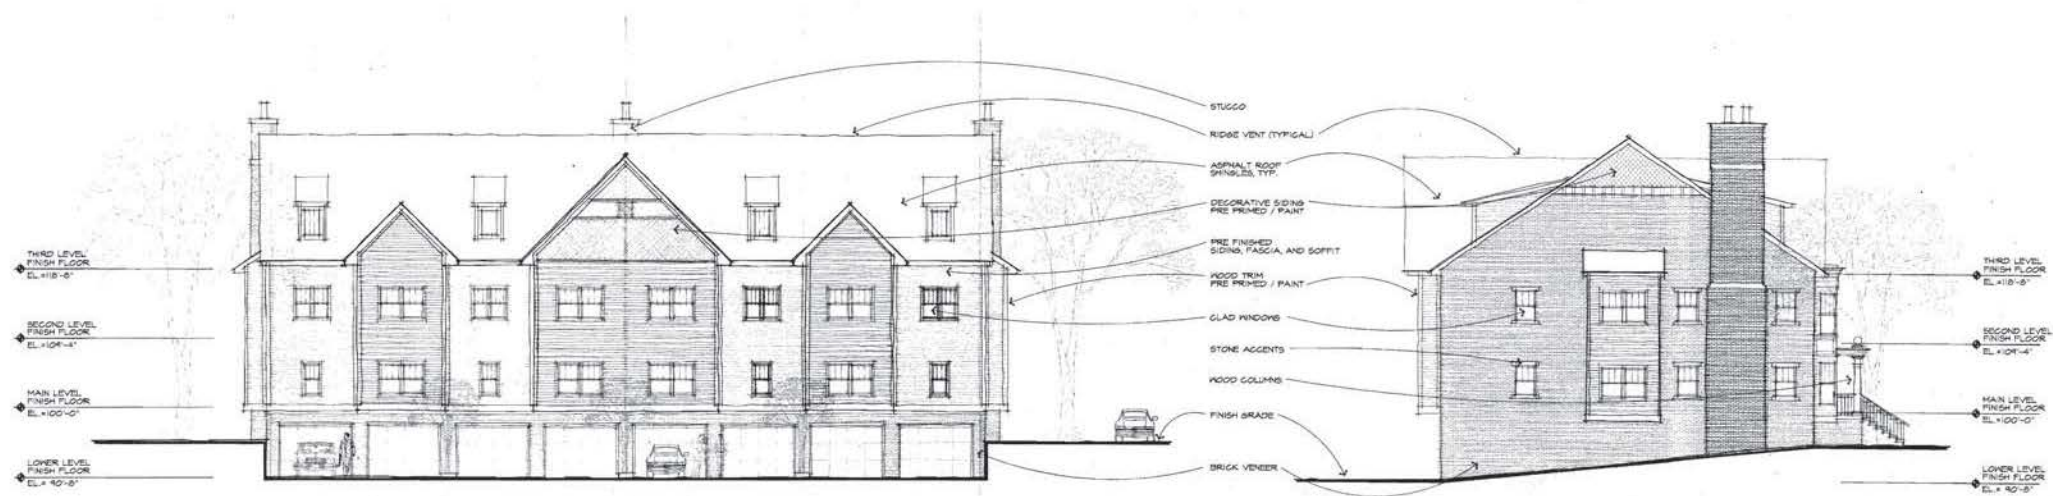 STUCCO
RIDGE VENT (TYPICAL)
ASPHALT ROOF
SHINGLES, TYP.
DECORATIVE SIDING
PRE PRIMED / PAINT
PRE FINISHED
SIDING, FASCIA, AND SOFFIT
WOOD TRIM
PRE PRIMED / PAINT
CLAD WINDOWS
STONE ACCENTS
WOOD COLUMNS
FINISH GRADE
BRICK VENEER
THIRD LEVEL
FINISH FLOOR
EL.=118'-8"
SECOND LEVEL
FINISH FLOOR
EL.=109'-4"
MAIN LEVEL
FINISH FLOOR
EL.=100'-0"
LOWER LEVEL
FINISH FLOOR
EL.= 90'-8"
THIRD LEVEL
FINISH FLOOR
EL.=118'-8"
SECOND LEVEL
FINISH FLOOR
EL.=109'-4"
MAIN LEVEL
FINISH FLOOR
EL.=100'-0"
LOWER LEVEL
FINISH FLOOR
EL.= 90'-8"